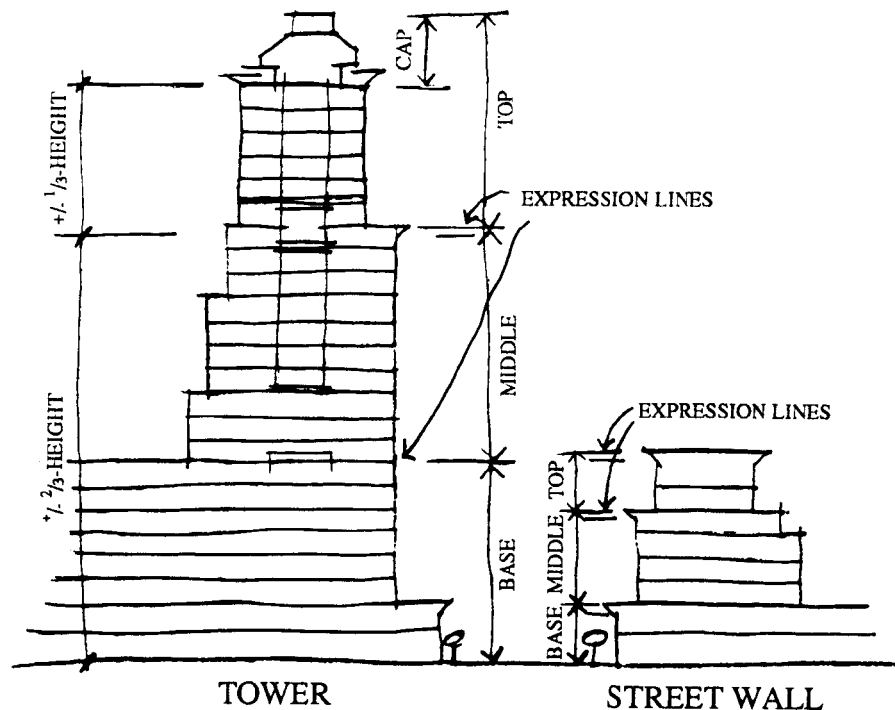 CAP
TOP
+/- 1/3-HEIGHT
EXPRESSION LINES
MIDDLE
EXPRESSION LINES
+/- 2/3-HEIGHT
TOP
MIDDLE
BASE
BASE
TOWER
STREET WALL